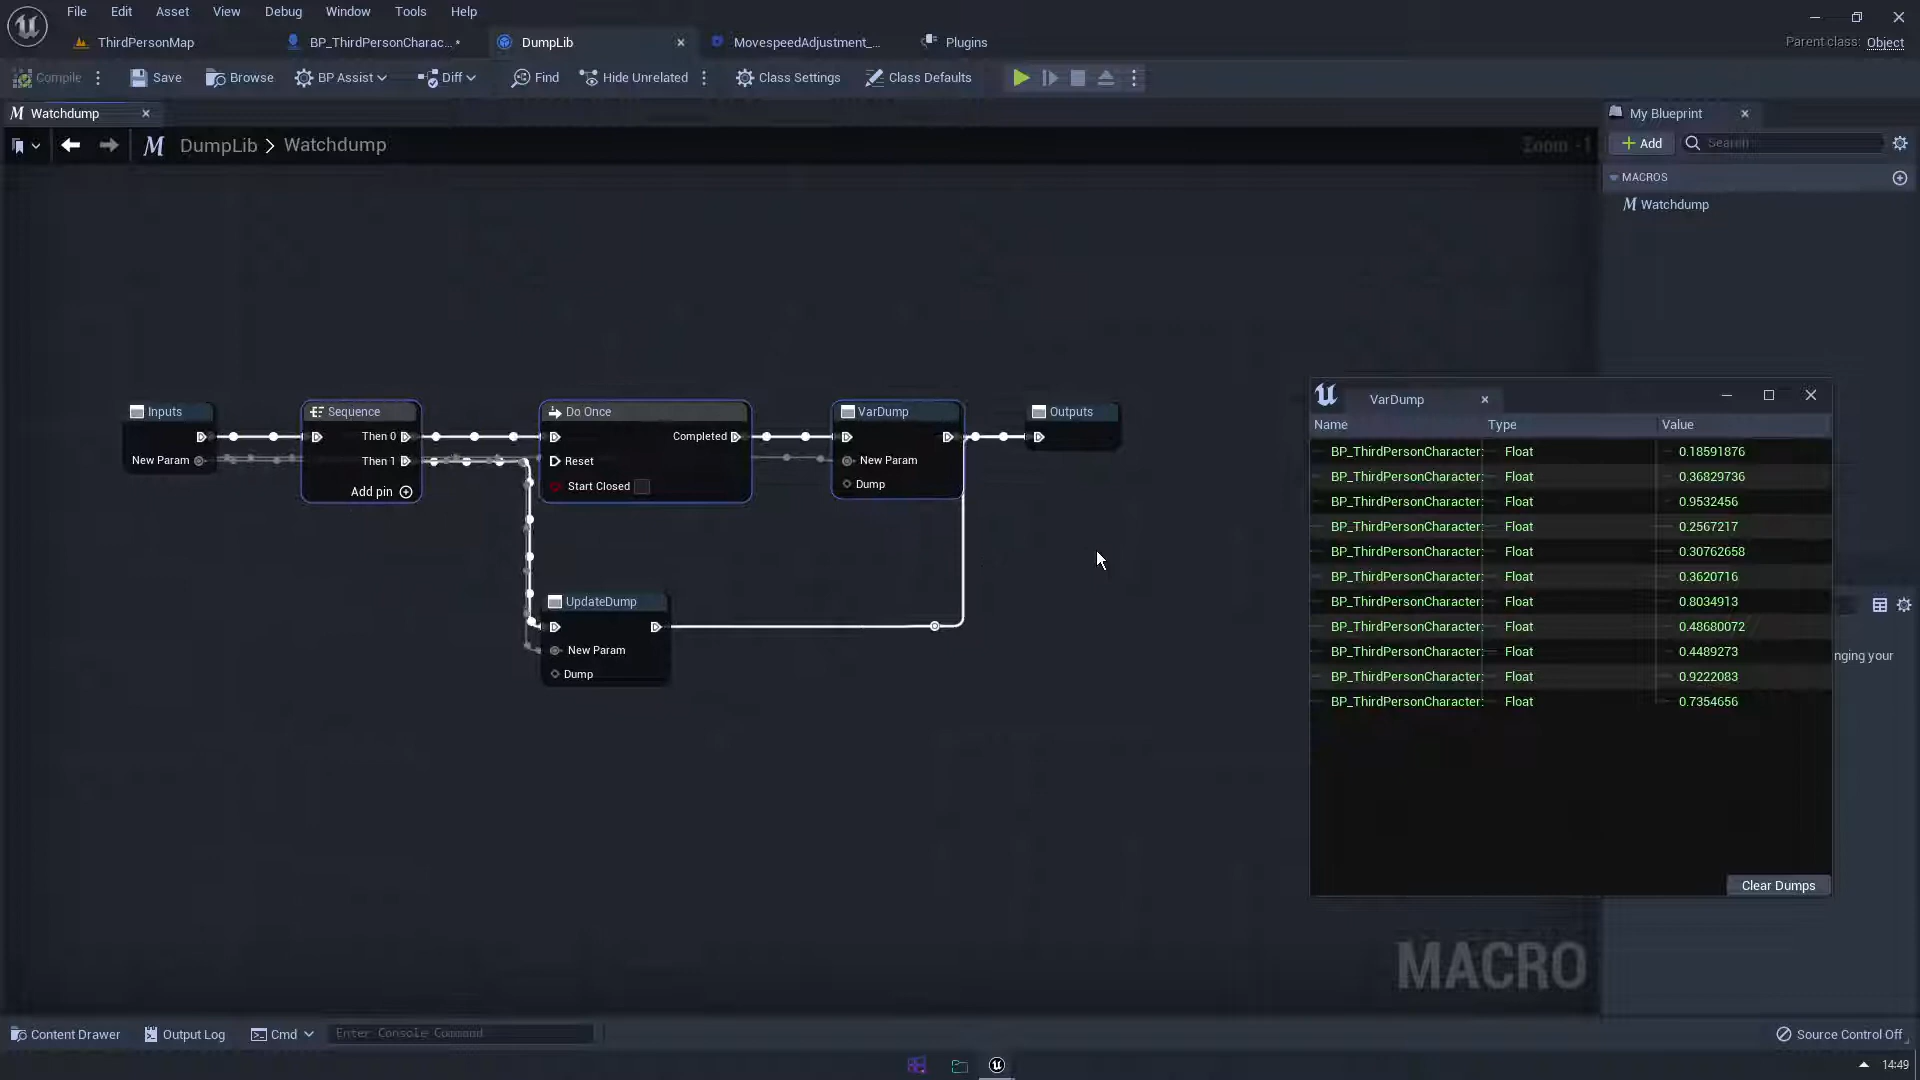 File Edit Asset View Debug Window Tools Help
ThirdPersonMap BP_ThirdPersonCharac... * DumpLib MovespeedAdjustment_... Plugins
Parent class: Object
Compile Save Browse BP Assist Diff Find Hide Unrelated Class Settings Class Defaults
Watchdump
My Blueprint
DumpLib > Watchdump
Zoom -1
Add Search
MACROS
Watchdump
Inputs
New Param
Sequence
Then 0
Then 1
Add pin
Do Once
Completed
Reset
Start Closed
VarDump
New Param
Dump
Outputs
UpdateDump
New Param
Dump
VarDump
Name Type Value
BP_ThirdPersonCharacter: Float 0.18591876
BP_ThirdPersonCharacter: Float 0.36829736
BP_ThirdPersonCharacter: Float 0.9532456
BP_ThirdPersonCharacter: Float 0.2567217
BP_ThirdPersonCharacter: Float 0.30762658
BP_ThirdPersonCharacter: Float 0.3620716
BP_ThirdPersonCharacter: Float 0.8034913
BP_ThirdPersonCharacter: Float 0.48680072
BP_ThirdPersonCharacter: Float 0.4489273
BP_ThirdPersonCharacter: Float 0.9222083
BP_ThirdPersonCharacter: Float 0.7354656
Clear Dumps
nging your
MACRO
Content Drawer Output Log Cmd Enter Console Command
Source Control Off
14:49